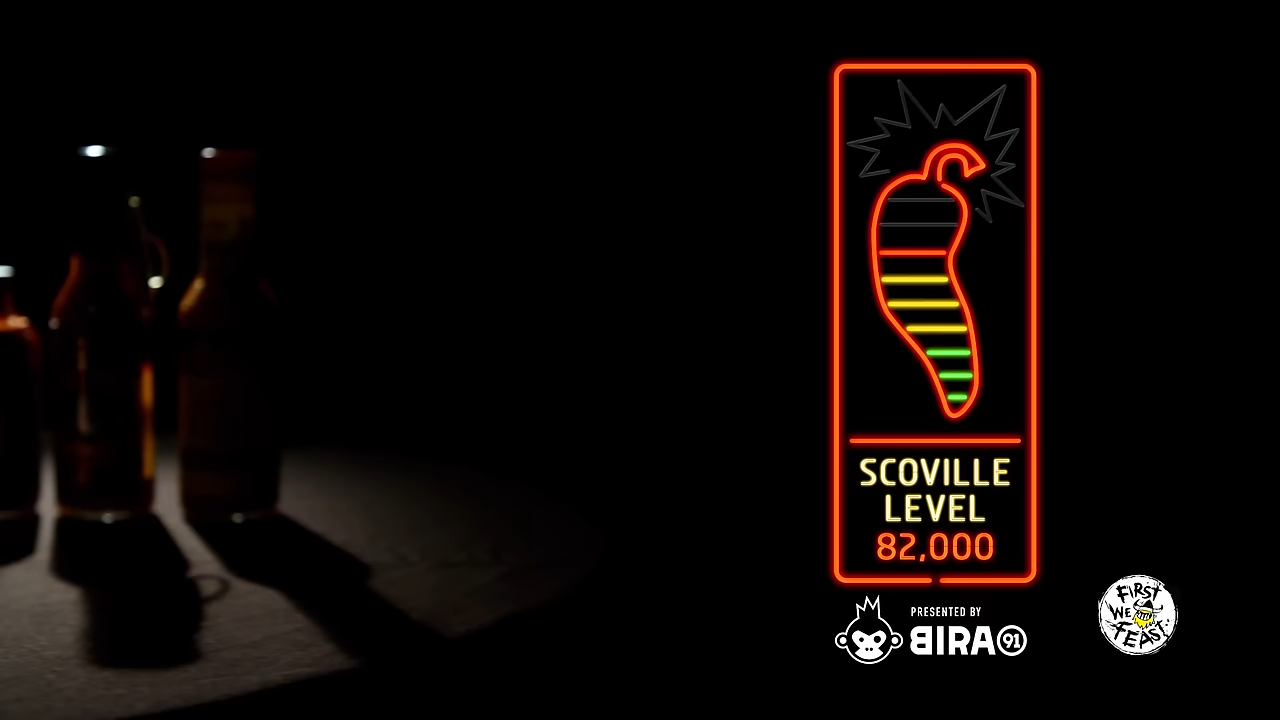 SCOVILLE
LEVEL
82,000
PRESENTED BY
BIRA 91
FIRST
WE
FEAST